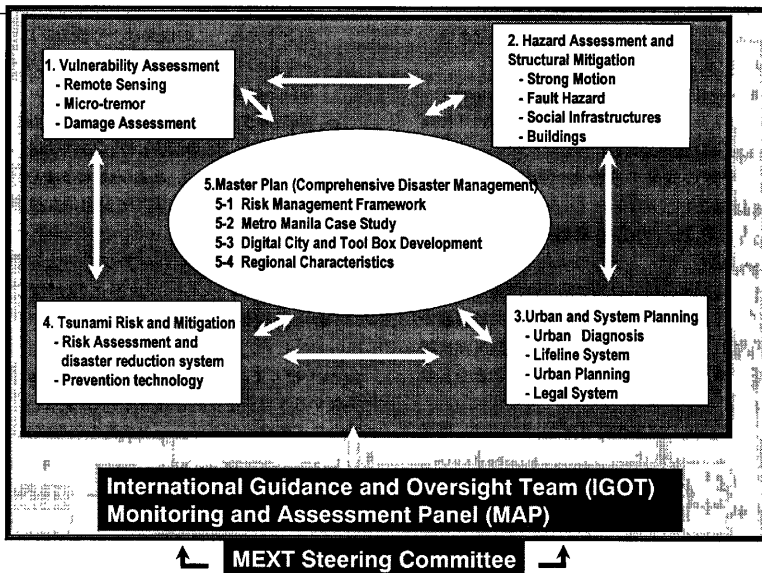 1. Vulnerability Assessment
- Remote Sensing
- Micro-tremor
- Damage Assessment
2. Hazard Assessment and
Structural Mitigation
- Strong Motion
- Fault Hazard
- Social Infrastructures
- Buildings
5.Master Plan (Comprehensive Disaster Management)
5-1 Risk Management Framework
5-2 Metro Manila Case Study
5-3 Digital City and Tool Box Development
5-4 Regional Characteristics
4. Tsunami Risk and Mitigation
- Risk Assessment and
disaster reduction system
- Prevention technology
3.Urban and System Planning
- Urban Diagnosis
- Lifeline System
- Urban Planning
- Legal System
International Guidance and Oversight Team (IGOT)
Monitoring and Assessment Panel (MAP)
MEXT Steering Committee